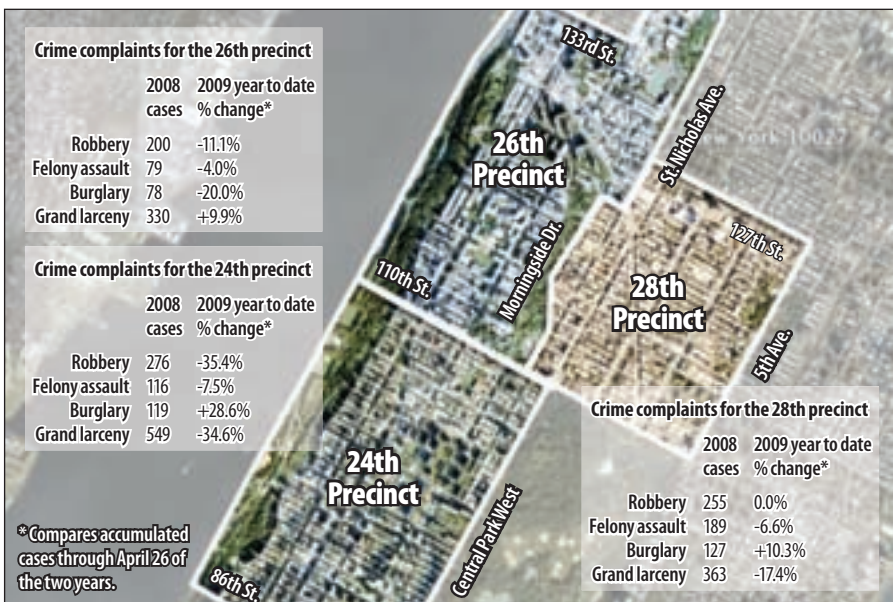 Crime complaints for the 26th precinct
2008 cases 2009 year to date % change*
Robbery 200 -11.1%
Felony assault 79 -4.0%
Burglary 78 -20.0%
Grand larceny 330 +9.9%
Crime complaints for the 24th precinct
2008 cases 2009 year to date % change*
Robbery 276 -35.4%
Felony assault 116 -7.5%
Burglary 119 +28.6%
Grand larceny 549 -34.6%
* Compares accumulated
cases through April 26 of
the two years.
133rd St.
26th
Precinct
St. Nicholas Ave.
York 10027
Morningside Dr.
110th St.
127th St.
28th
Precinct
5th Ave.
24th
Precinct
Central Park West
86th St.
Crime complaints for the 28th precinct
2008 cases 2009 year to date % change*
Robbery 255 0.0%
Felony assault 189 -6.6%
Burglary 127 +10.3%
Grand larceny 363 -17.4%